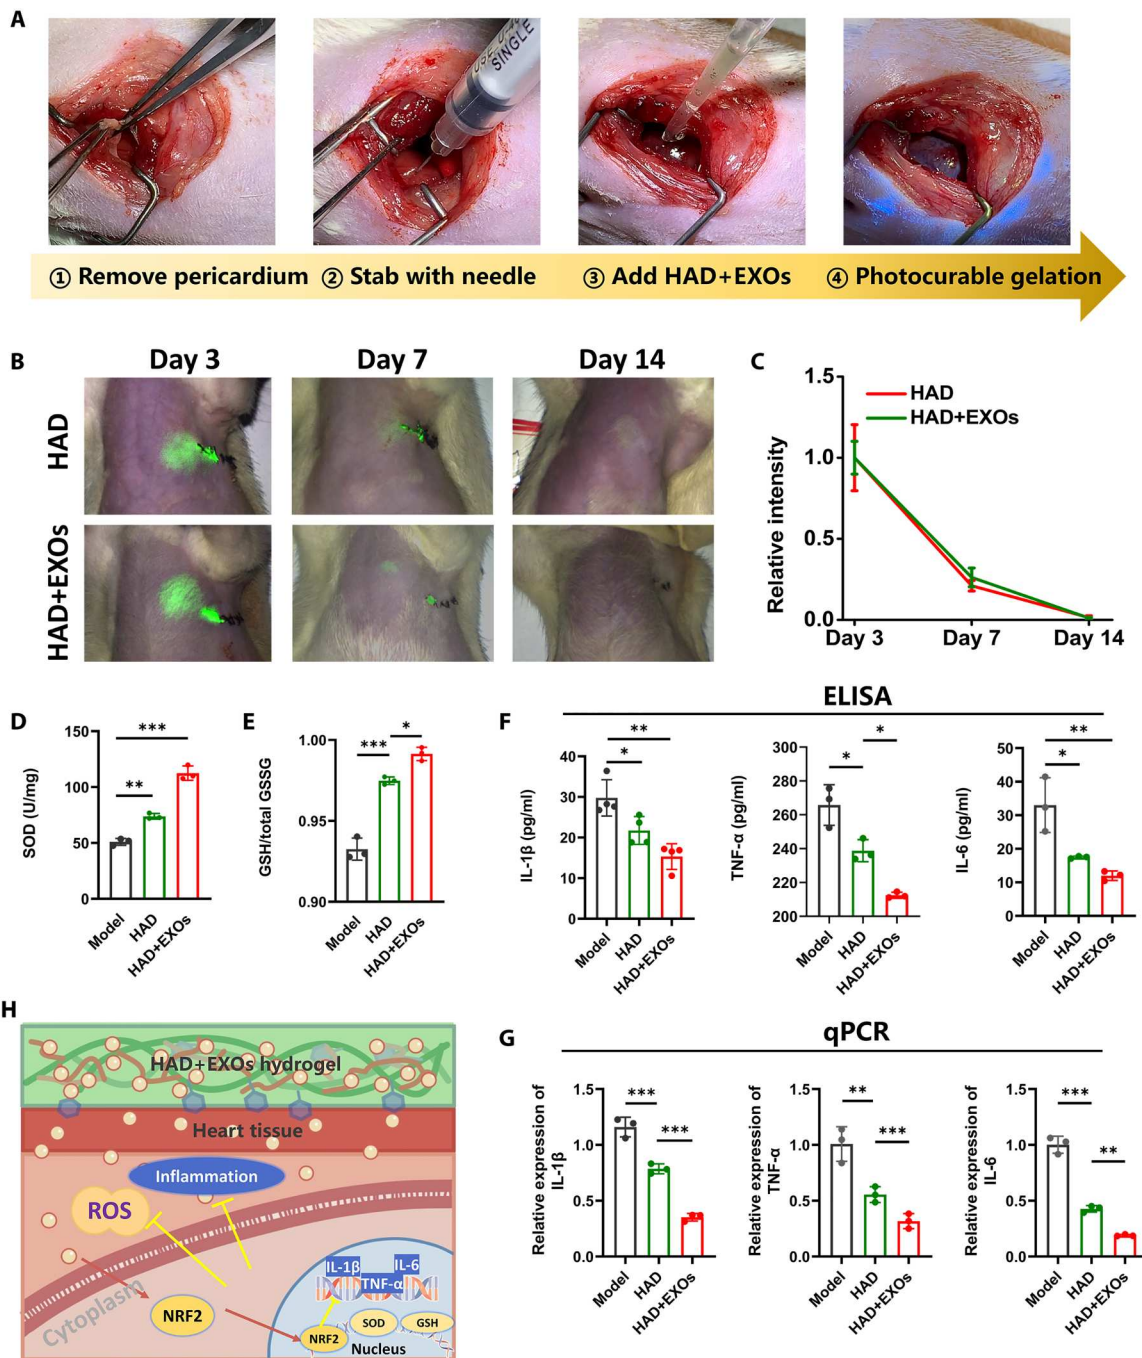 A
USE U-40
SINGLE
① Remove pericardium ② Stab with needle ③ Add HAD+EXOs ④ Photocurable gelation
B
Day 3 Day 7 Day 14
HAD
HAD+EXOs
C
Relative intensity
1.5
1.0
0.5
0.0
HAD
HAD+EXOs
Day 3 Day 7 Day 14
D
SOD (U/mg)
150
100
50
0
***
**
Model HAD HAD+EXOs
E
GSH/total GSSG
1.00
0.95
0.90
*** *
Model HAD HAD+EXOs
ELISA
F
IL-1β (pg/ml)
40
30
20
10
0
**
*
Model HAD HAD+EXOs
TNF-α (pg/ml)
300
280
260
240
220
200
* *
Model HAD HAD+EXOs
IL-6 (pg/ml)
50
40
30
20
10
0
**
*
Model HAD HAD+EXOs
qPCR
G
Relative expression of
IL-1β
1.5
1.0
0.5
0.0
***
***
Model HAD HAD+EXOs
Relative expression of
TNF-α
1.5
1.0
0.5
0.0
**
***
Model HAD HAD+EXOs
Relative expression of
IL-6
1.5
1.0
0.5
0.0
***
**
Model HAD HAD+EXOs
H
HAD+EXOs hydrogel
Heart tissue
Inflammation
ROS
Cytoplasm
NRF2
IL-1β IL-6
TNF-α
SOD GSH
NRF2
Nucleus